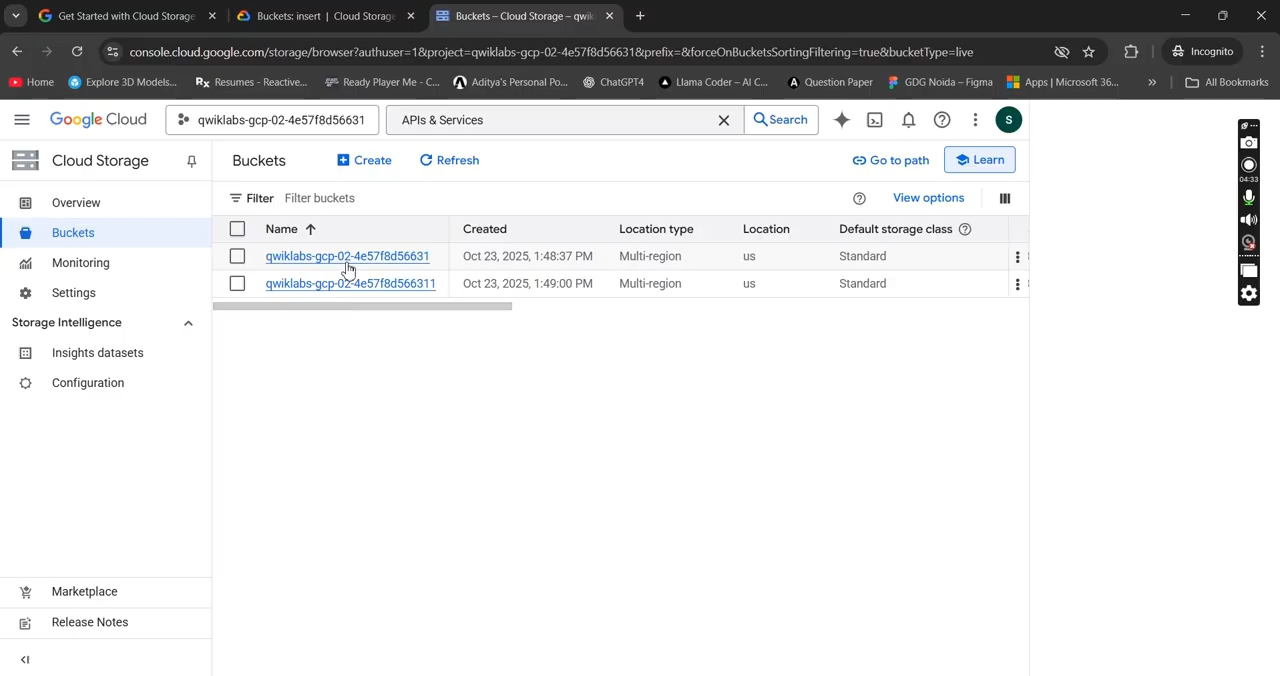 Get Started with Cloud Storage
Buckets: insert | Cloud Storage
Buckets – Cloud Storage – qwik
console.cloud.google.com/storage/browser?authuser=1&project=qwiklabs-gcp-02-4e57f8d56631&prefix=&forceOnBucketsSortingFiltering=true&bucketType=live
Incognito
Home
Explore 3D Models...
Resumes - Reactive...
Ready Player Me - C...
Aditya's Personal Po...
ChatGPT4
Llama Coder – AI C...
Question Paper
GDG Noida – Figma
Apps | Microsoft 36...
All Bookmarks
Google Cloud
qwiklabs-gcp-02-4e57f8d56631
APIs & Services
Search
S
Cloud Storage
Buckets
Create
Refresh
Go to path
Learn
Filter
Filter buckets
View options
Overview
Buckets
Monitoring
Settings
Storage Intelligence
Insights datasets
Configuration
Marketplace
Release Notes
Name Created Location type Location Default storage class
qwiklabs-gcp-02-4e57f8d56631 Oct 23, 2025, 1:48:37 PM Multi-region us Standard
qwiklabs-gcp-02-4e57f8d566311 Oct 23, 2025, 1:49:00 PM Multi-region us Standard
04:33